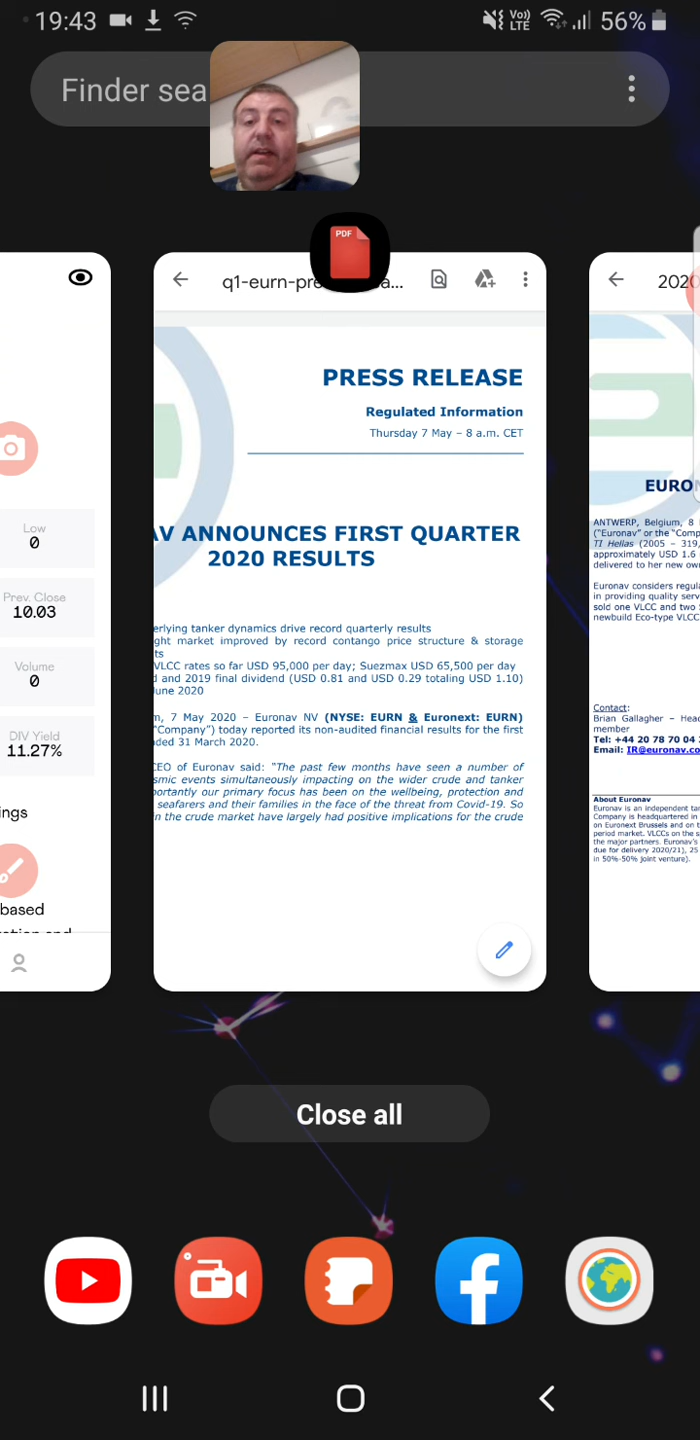 19:43
Vo)) LTE
56%
Finder sea
PDF
q1-eurn-pre
a...
2020
PRESS RELEASE
Regulated Information
Thursday 7 May – 8 a.m. CET
AV ANNOUNCES FIRST QUARTER
2020 RESULTS
erlying tanker dynamics drive record quarterly results
ght market improved by record contango price structure & storage
ts
VLCC rates so far USD 95,000 per day; Suezmax USD 65,500 per day
d and 2019 final dividend (USD 0.81 and USD 0.29 totaling USD 1.10)
June 2020
m, 7 May 2020 – Euronav NV (NYSE: EURN & Euronext: EURN)
"Company") today reported its non-audited financial results for the first
ded 31 March 2020.
CEO of Euronav said: "The past few months have seen a number of
smic events simultaneously impacting on the wider crude and tanker
portantly our primary focus has been on the wellbeing, protection and
seafarers and their families in the face of the threat from Covid-19. So
in the crude market have largely had positive implications for the crude
Low
0
Prev. Close
10.03
Volume
0
DIV Yield
11.27%
ings
based
EURO
ANTWERP, Belgium, 8
("Euronav" or the "Comp
TI Hellas (2005 – 319,
approximately USD 1.6
delivered to her new own
Euronav considers regula
in providing quality serv
sold one VLCC and two
newbuild Eco-type VLCC
Contact:
Brian Gallagher – Head
member
Tel: +44 20 78 70 04
Email: IR@euronav.co
About Euronav
Euronav is an independent tan
Company is headquartered in
on Euronext Brussels and on t
period market. VLCCs on the s
the major partners. Euronav's
due for delivery 2020/21), 25
in 50%-50% joint venture).
Close all